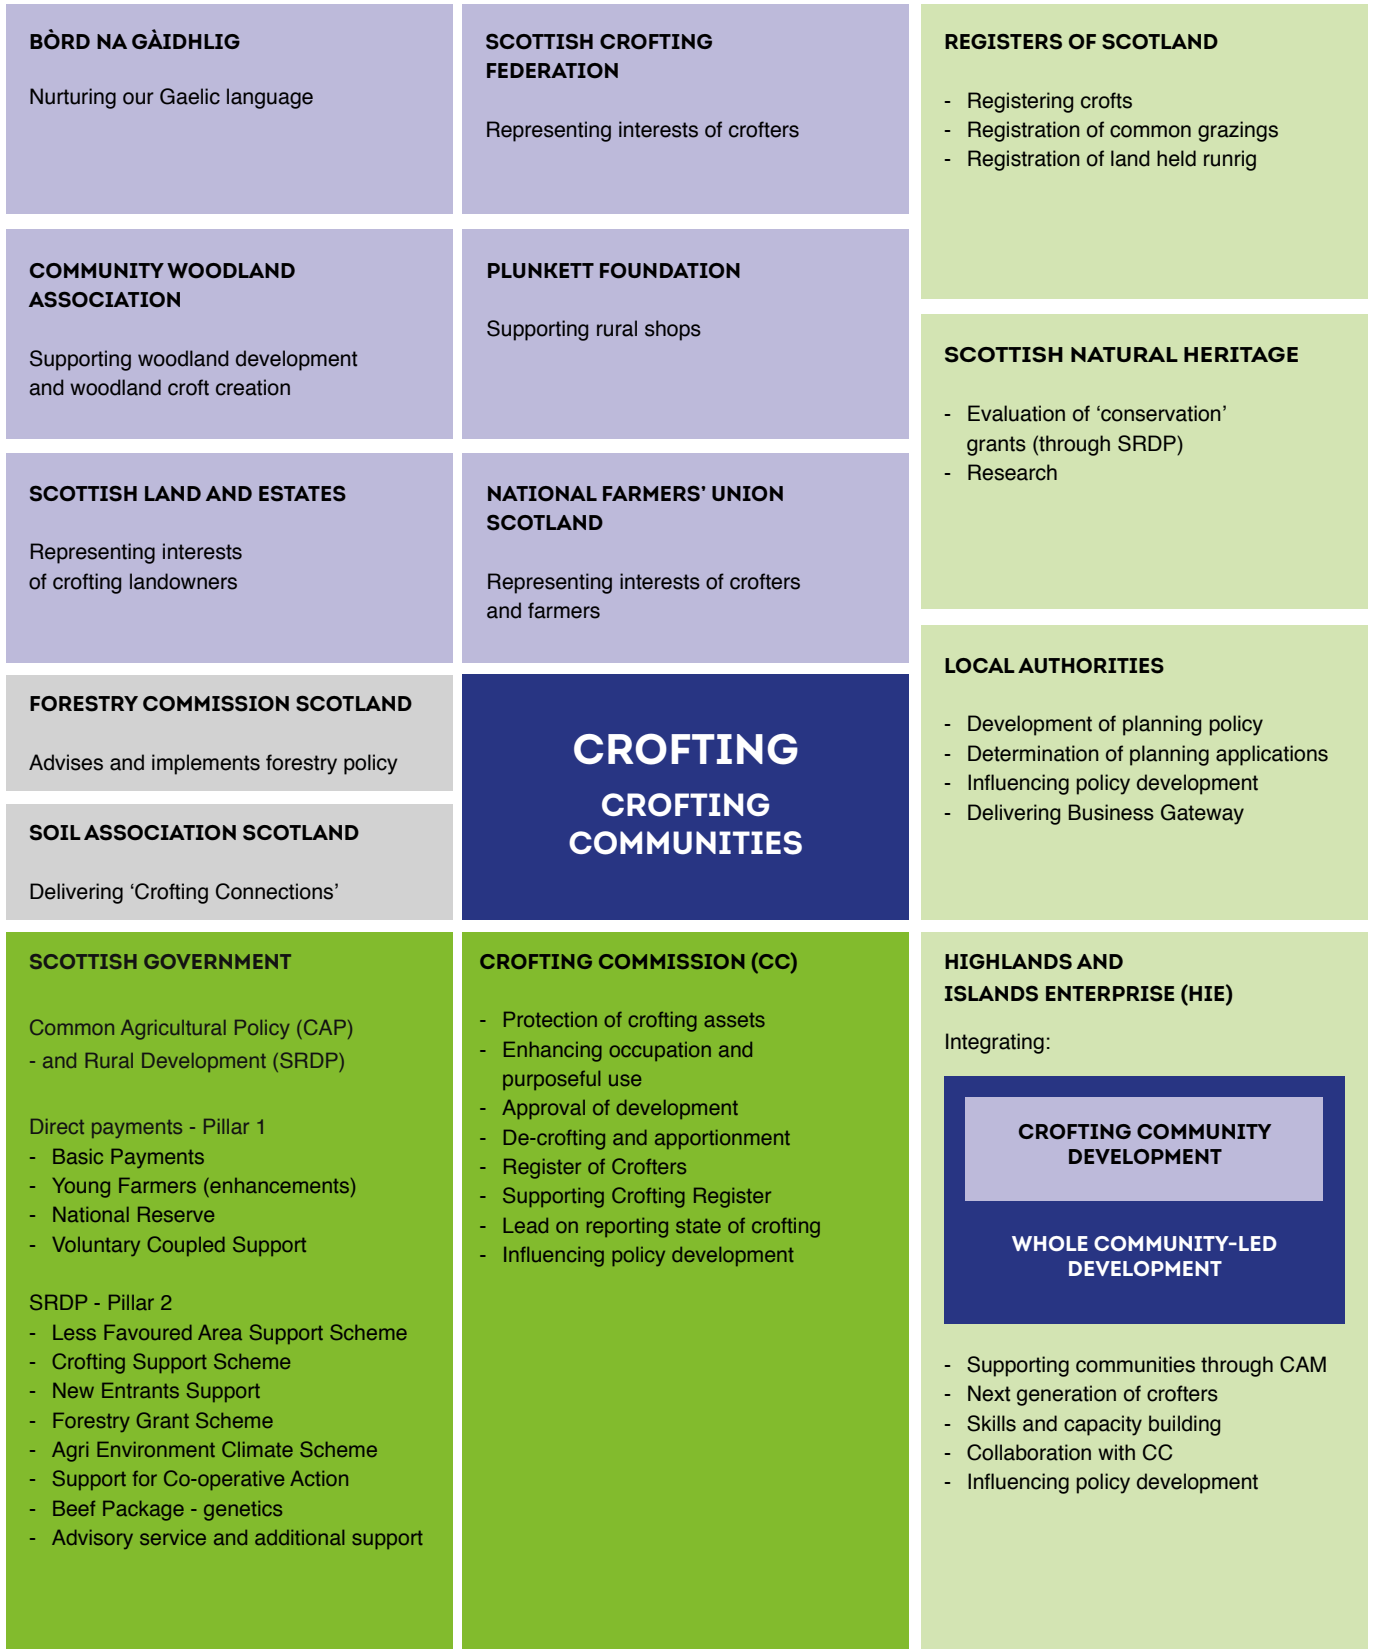 BÒRD NA GÀIDHLIG
Nurturing our Gaelic language
SCOTTISH CROFTING
FEDERATION
Representing interests of crofters
REGISTERS OF SCOTLAND
- Registering crofts
- Registration of common grazings
- Registration of land held runrig
COMMUNITY WOODLAND
ASSOCIATION
Supporting woodland development
and woodland croft creation
PLUNKETT FOUNDATION
Supporting rural shops
SCOTTISH NATURAL HERITAGE
- Evaluation of ‘conservation’
grants (through SRDP)
- Research
SCOTTISH LAND AND ESTATES
Representing interests
of crofting landowners
NATIONAL FARMERS’ UNION
SCOTLAND
Representing interests of crofters
and farmers
LOCAL AUTHORITIES
- Development of planning policy
- Determination of planning applications
- Influencing policy development
- Delivering Business Gateway
FORESTRY COMMISSION SCOTLAND
Advises and implements forestry policy
SOIL ASSOCIATION SCOTLAND
Delivering ‘Crofting Connections’
CROFTING
CROFTING
COMMUNITIES
SCOTTISH GOVERNMENT
Common Agricultural Policy (CAP)
- and Rural Development (SRDP)
Direct payments - Pillar 1
- Basic Payments
- Young Farmers (enhancements)
- National Reserve
- Voluntary Coupled Support
SRDP - Pillar 2
- Less Favoured Area Support Scheme
- Crofting Support Scheme
- New Entrants Support
- Forestry Grant Scheme
- Agri Environment Climate Scheme
- Support for Co-operative Action
- Beef Package - genetics
- Advisory service and additional support
CROFTING COMMISSION (CC)
- Protection of crofting assets
- Enhancing occupation and
purposeful use
- Approval of development
- De-crofting and apportionment
- Register of Crofters
- Supporting Crofting Register
- Lead on reporting state of crofting
- Influencing policy development
HIGHLANDS AND
ISLANDS ENTERPRISE (HIE)
Integrating:
CROFTING COMMUNITY
DEVELOPMENT
WHOLE COMMUNITY-LED
DEVELOPMENT
- Supporting communities through CAM
- Next generation of crofters
- Skills and capacity building
- Collaboration with CC
- Influencing policy development